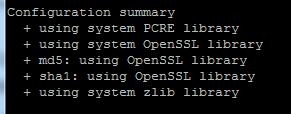 Configuration summary
+ using system PCRE library
+ using system OpenSSL library
+ md5: using OpenSSL library
+ sha1: using OpenSSL library
+ using system zlib library